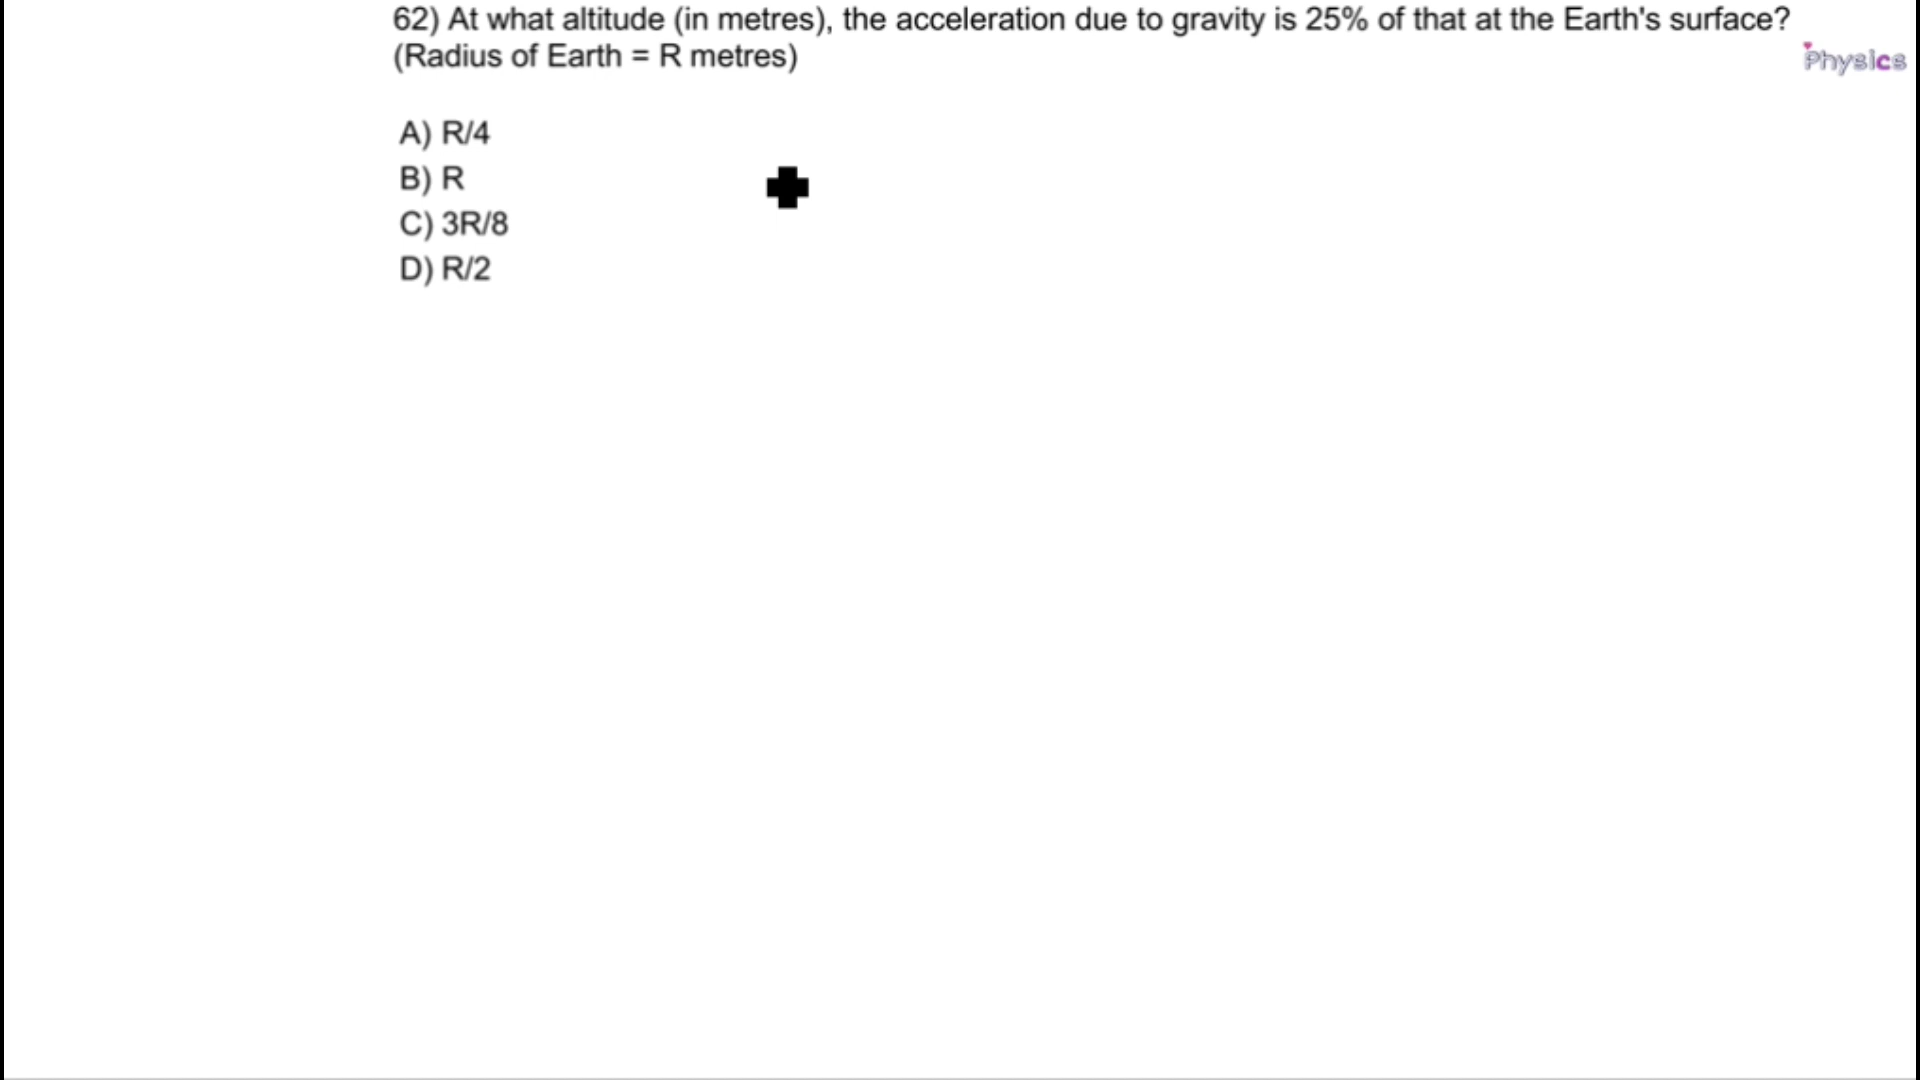 62) At what altitude (in metres), the acceleration due to gravity is 25% of that at the Earth's surface?
(Radius of Earth = R metres)
Physics
A) R/4
B) R
C) 3R/8
D) R/2